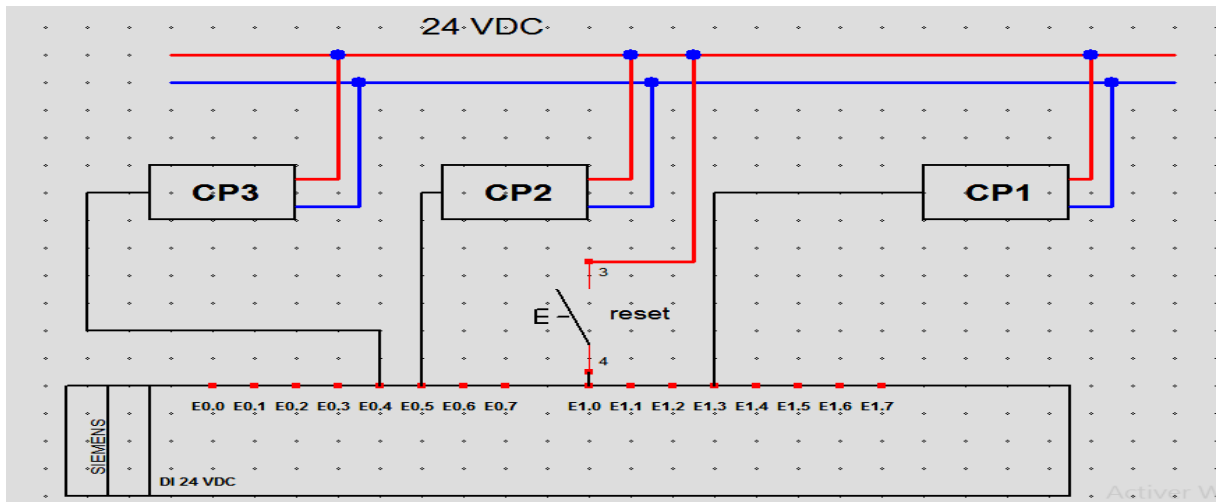 24 VDC
CP3 CP2 CP1
3
E reset
4
E0.0 E0.1 E0.2 E0.3 E0.4 E0.5 E0.6 E0.7 E1.0 E1.1 E1.2 E1.3 E1.4 E1.5 E1.6 E1.7
SIEMENS
DI 24 VDC
Activer W